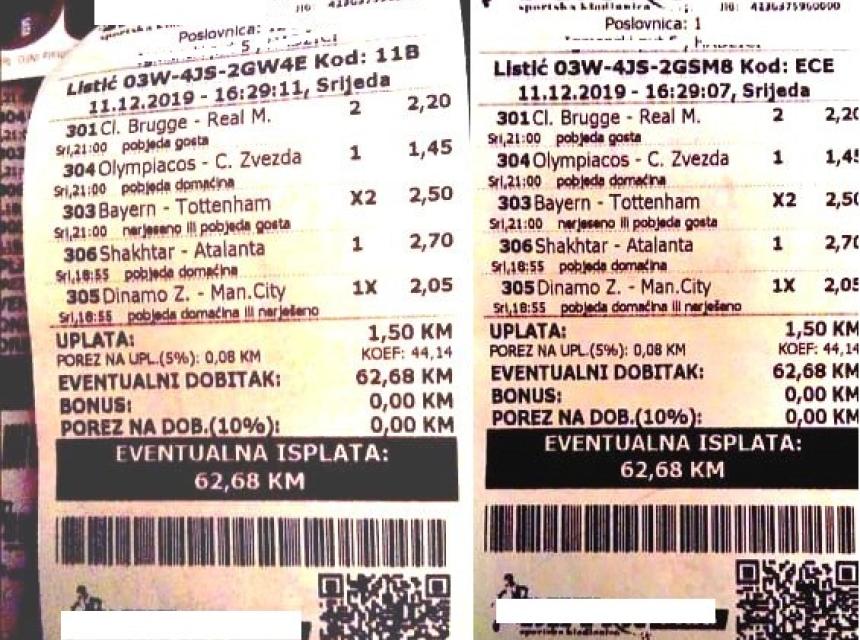 sportska kladionica
JIB: 4236375960000
Poslovnica:
5 ,
Listić 03W-4JS-2GW4E Kod: 11B
11.12.2019 - 16:29:11, Srijeda
301 Cl. Brugge - Real M. 2 2,20
Sri,21:00 pobjeda gosta
304 Olympiacos - C. Zvezda 1 1,45
Sri,21:00 pobjeda domaćina
303 Bayern - Tottenham X2 2,50
Sri,21:00 nerješeno ili pobjeda gosta
306 Shakhtar - Atalanta 1 2,70
Sri,18:55 pobjeda domaćina
305 Dinamo Z. - Man.City 1X 2,05
Sri,18:55 pobjeda domaćina ili nerješeno
UPLATA: 1,50 KM
POREZ NA UPL.(5%): 0,08 KM KOEF: 44,14
EVENTUALNI DOBITAK: 62,68 KM
BONUS: 0,00 KM
POREZ NA DOB.(10%): 0,00 KM
EVENTUALNA ISPLATA:
62,68 KM
Poslovnica: 1
Listić 03W-4JS-2GSM8 Kod: ECE
11.12.2019 - 16:29:07, Srijeda
301 Cl. Brugge - Real M. 2 2,20
Sri,21:00 pobjeda gosta
304 Olympiacos - C. Zvezda 1 1,45
Sri,21:00 pobjeda domaćina
303 Bayern - Tottenham X2 2,50
Sri,21:00 nerješeno ili pobjeda gosta
306 Shakhtar - Atalanta 1 2,70
Sri,18:55 pobjeda domaćina
305 Dinamo Z. - Man.City 1X 2,05
Sri,18:55 pobjeda domaćina ili nerješeno
UPLATA: 1,50 KM
POREZ NA UPL.(5%): 0,08 KM KOEF: 44,14
EVENTUALNI DOBITAK: 62,68 KM
BONUS: 0,00 KM
POREZ NA DOB.(10%): 0,00 KM
EVENTUALNA ISPLATA:
62,68 KM
sportska kladionica